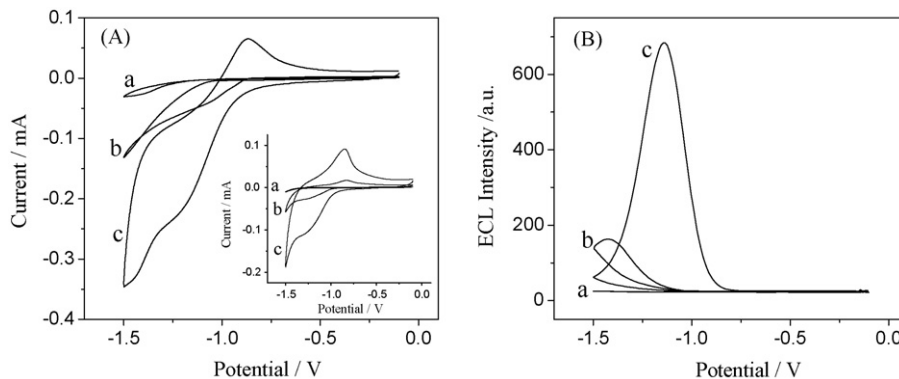 (A)
0.1
0.0
-0.1
-0.2
-0.3
-0.4
Current / mA
a
b
c
-1.5
-1.0
-0.5
0.0
Potential / V
0.2
0.1
0.0
-0.1
-0.2
Current / mA
a
b
c
-1.5
-1.0
-0.5
0.0
Potential / V
(B)
600
400
200
0
ECL Intensity /a.u.
c
b
a
-1.5
-1.0
-0.5
0.0
Potential / V